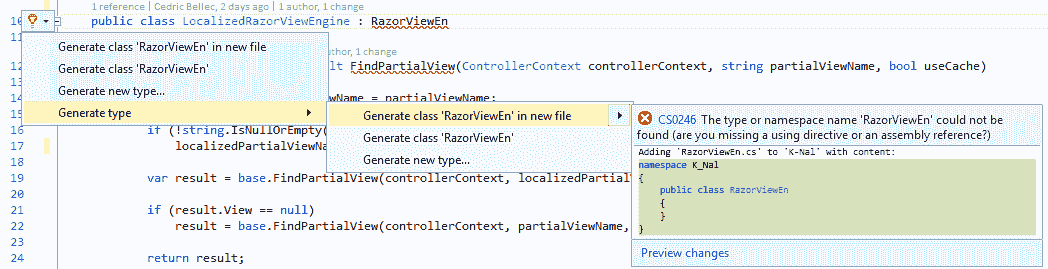 1 reference | Cedric Bellec, 2 days ago | 1 author, 1 change
10 public class LocalizedRazorViewEngine : RazorViewEn
Generate class 'RazorViewEn' in new file
Generate class 'RazorViewEn'
Generate new type...
Generate type
uthor, 1 change
12 lt FindPartialView(ControllerContext controllerContext, string partialViewName, bool useCache)
14 wName = partialViewName;
Generate class 'RazorViewEn' in new file
Generate class 'RazorViewEn'
Generate new type...
CS0246 The type or namespace name 'RazorViewEn' could not be
found (are you missing a using directive or an assembly reference?)
Adding 'RazorViewEn.cs' to 'K-Nal' with content:
namespace K_Nal
{
public class RazorViewEn
{
}
}
Preview changes
16 if (!string.IsNullOrEmpty(
17 localizedPartialViewNa
18
19 var result = base.FindPartialView(controllerContext, localizedPartial
20
21 if (result.View == null)
22 result = base.FindPartialView(controllerContext, partialViewName,
23
24 return result;